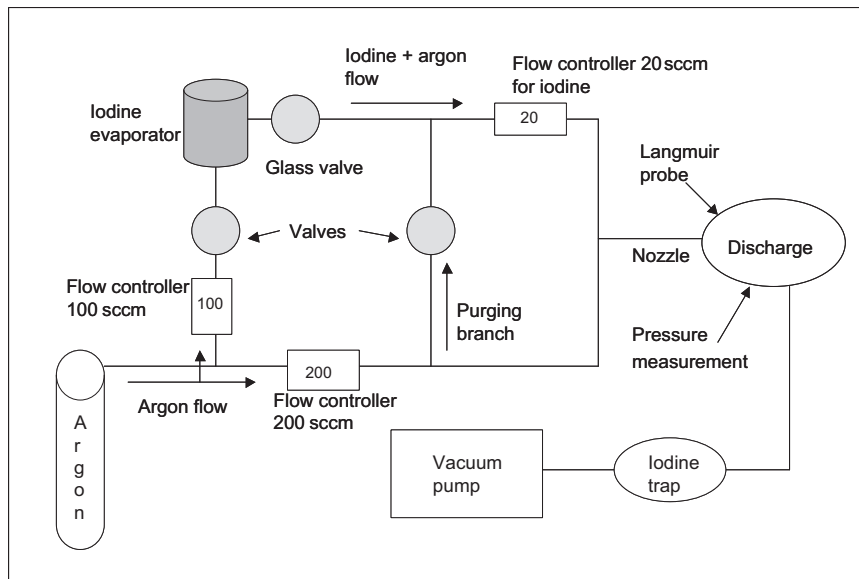 Iodine + argon
flow
Flow controller 20 sccm
for iodine
20
Iodine
evaporator
Glass valve
Langmuir
probe
Valves
Discharge
Nozzle
Flow controller
100 sccm
100
Purging
branch
Pressure
measurement
200
Argon flow
Flow controller
200 sccm
Argon
Vacuum
pump
Iodine
trap